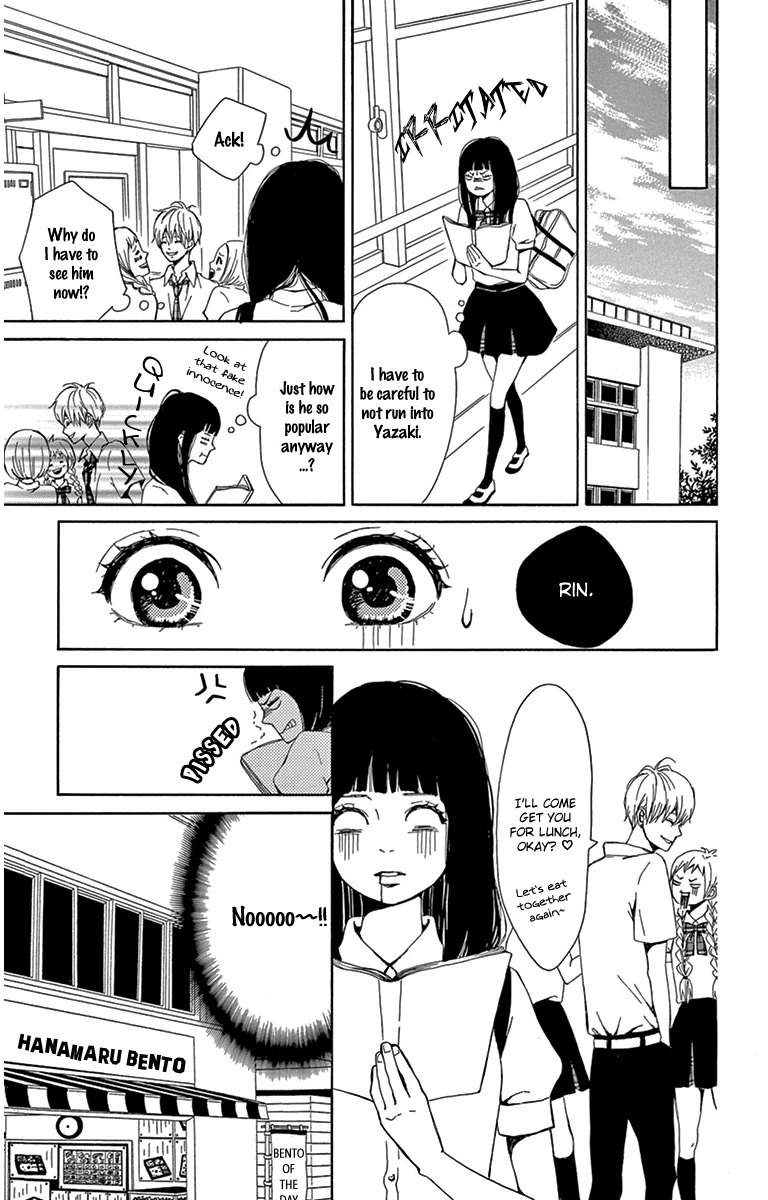 IRRITATED
I have to
be careful to
not run into
Yazaki.
Ack!
Why do
I have to
see him
now!?
Just how
is he so
popular
anyway
...?
Look at
that fake
innocence!
QUICKLY
RIN.
I'LL COME
GET YOU
FOR LUNCH,
OKAY? ♡
Let's eat
together
again~
DISSED
Nooooo~~!!
HANAMARU BENTO
BENTO
OF
THE
DAY